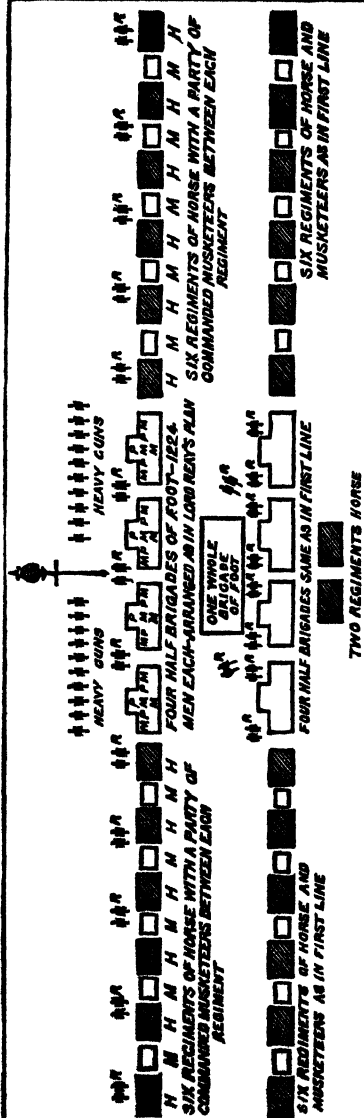 HEAVY GUNS
HEAVY GUNS
R R R R R R R R R R R R R
H M H M H M H M H M H
SIX REGIMENTS OF HORSE WITH A PARTY OF
COMMANDED MUSKETEERS BETWEEN EACH
REGIMENT
FOUR HALF BRIGADES OF FOOT-1224
MEN EACH-ARRANGED AS IN LORD REAY'S PLAN
H M H M H M H M H M H
SIX REGIMENTS OF HORSE WITH A PARTY OF
COMMANDED MUSKETEERS BETWEEN EACH
REGIMENT
R
ONE WHOLE
BRIGADE
OF FOOT
R
R R R R R R R R
SIX REGIMENTS OF HORSE AND
MUSKETEERS AS IN FIRST LINE
FOUR HALF BRIGADES SAME AS IN FIRST LINE
SIX REGIMENTS OF HORSE AND
MUSKETEERS AS IN FIRST LINE
TWO REGIMENTS HORSE